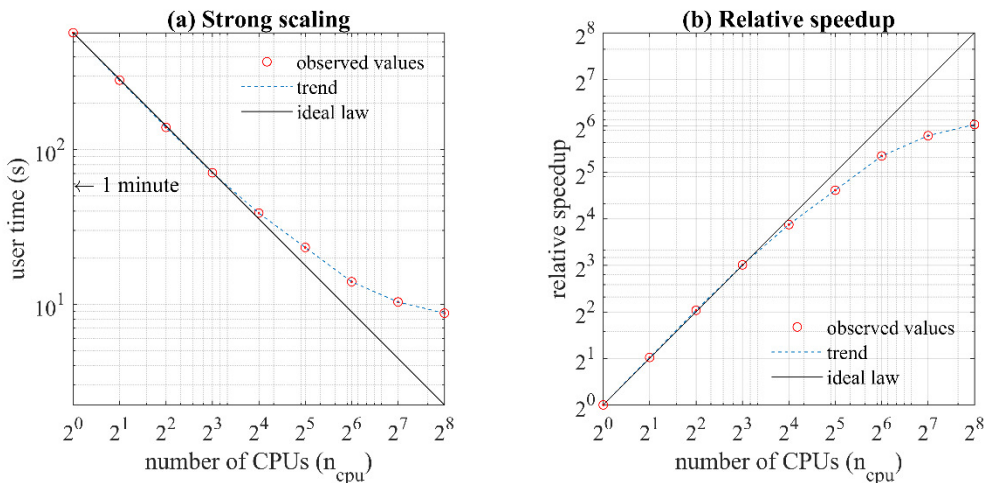 (a) Strong scaling
observed values
trend
ideal law
10²
← 1 minute
10¹
user time (s)
2⁰ 2¹ 2² 2³ 2⁴ 2⁵ 2⁶ 2⁷ 2⁸
number of CPUs (n_cpu)
(b) Relative speedup
2⁸
2⁷
2⁶
2⁵
2⁴
2³
2²
2¹
2⁰
relative speedup
observed values
trend
ideal law
2⁰ 2¹ 2² 2³ 2⁴ 2⁵ 2⁶ 2⁷ 2⁸
number of CPUs (n_cpu)